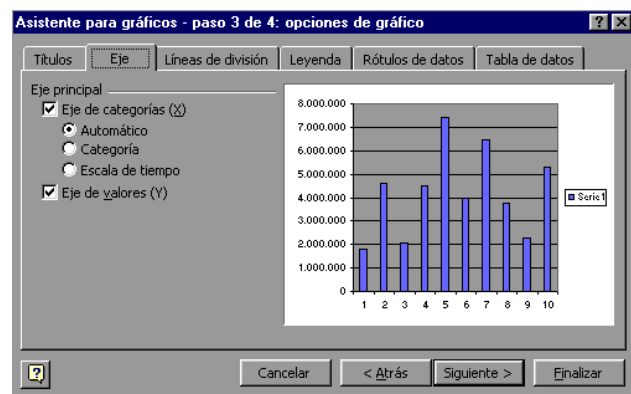 Asistente para gráficos - paso 3 de 4: opciones de gráfico
Títulos Eje Líneas de división Leyenda Rótulos de datos Tabla de datos
Eje principal
Eje de categorías (X)
Automático
Categoría
Escala de tiempo
Eje de valores (Y)
8.000.000
7.000.000
6.000.000
5.000.000
4.000.000
3.000.000
2.000.000
1.000.000
0
1 2 3 4 5 6 7 8 9 10
Serie1
Cancelar < Atrás Siguiente > Finalizar